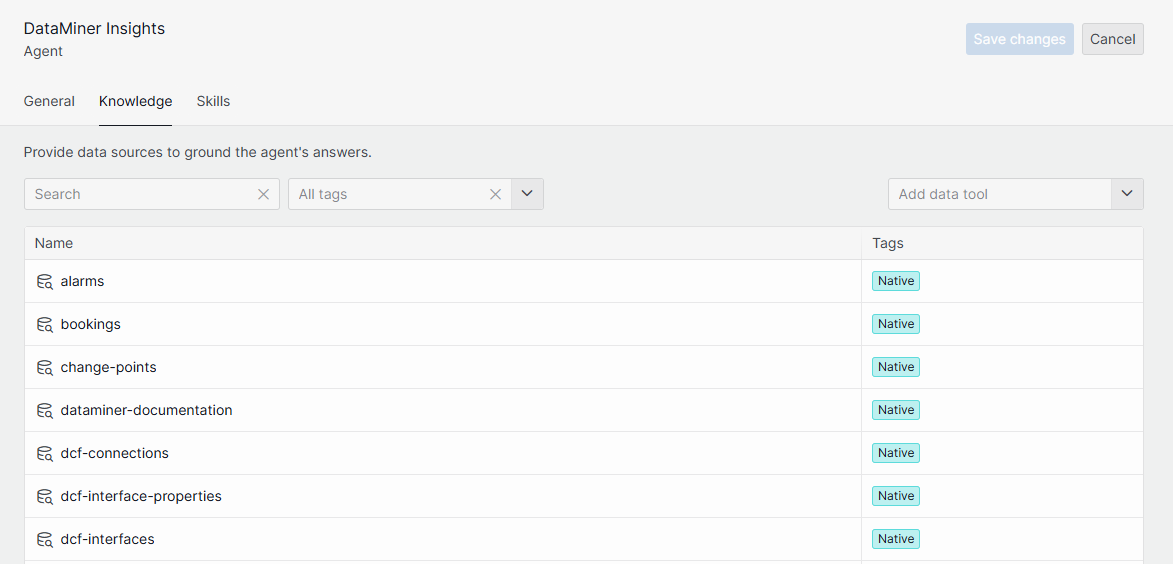 DataMiner Insights
Agent
Save changes
Cancel
General
Knowledge
Skills
Provide data sources to ground the agent's answers.
Search
All tags
Add data tool
Name
Tags
alarms
Native
bookings
Native
change-points
Native
dataminer-documentation
Native
dcf-connections
Native
dcf-interface-properties
Native
dcf-interfaces
Native